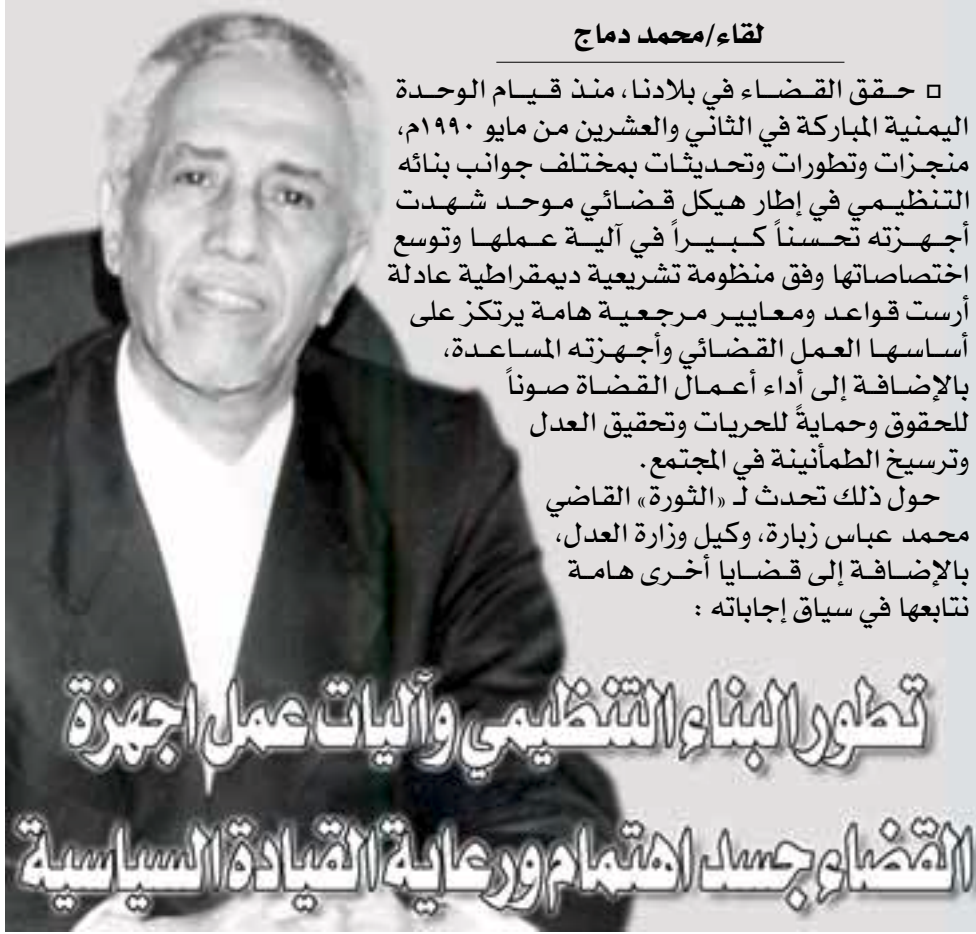 لقاء/محمد دماج
□ حقق القضاء في بلادنا، منذ قيام الوحدة
اليمنية المباركة في الثاني والعشرين من مايو ١٩٩٠م،
منجزات وتطورات وتحديثات بمختلف جوانب بنائه
التنظيمي في إطار هيكل قضائي موحد شهدت
أجهزته تحسناً كبيراً في آلية عملها وتوسع
اختصاصاتها وفق منظومة تشريعية ديمقراطية عادلة
أرست قواعد ومعايير مرجعية هامة يرتكز على
أساسها العمل القضائي وأجهزته المساعدة،
بالإضافة إلى أداء أعمال القضاة صوناً
للحقوق وحمايةً للحريات وتحقيق العدل
وترسيخ الطمأنينة في المجتمع.
حول ذلك تحدث لـ «الثورة» القاضي
محمد عباس زبارة، وكيل وزارة العدل،
بالإضافة إلى قضايا أخرى هامة
نتابعها في سياق إجاباته :
تطور البناء التنظيمي وآليات عمل اجهزة
القضاء جسد اهتمام ورعاية القيادة السياسية